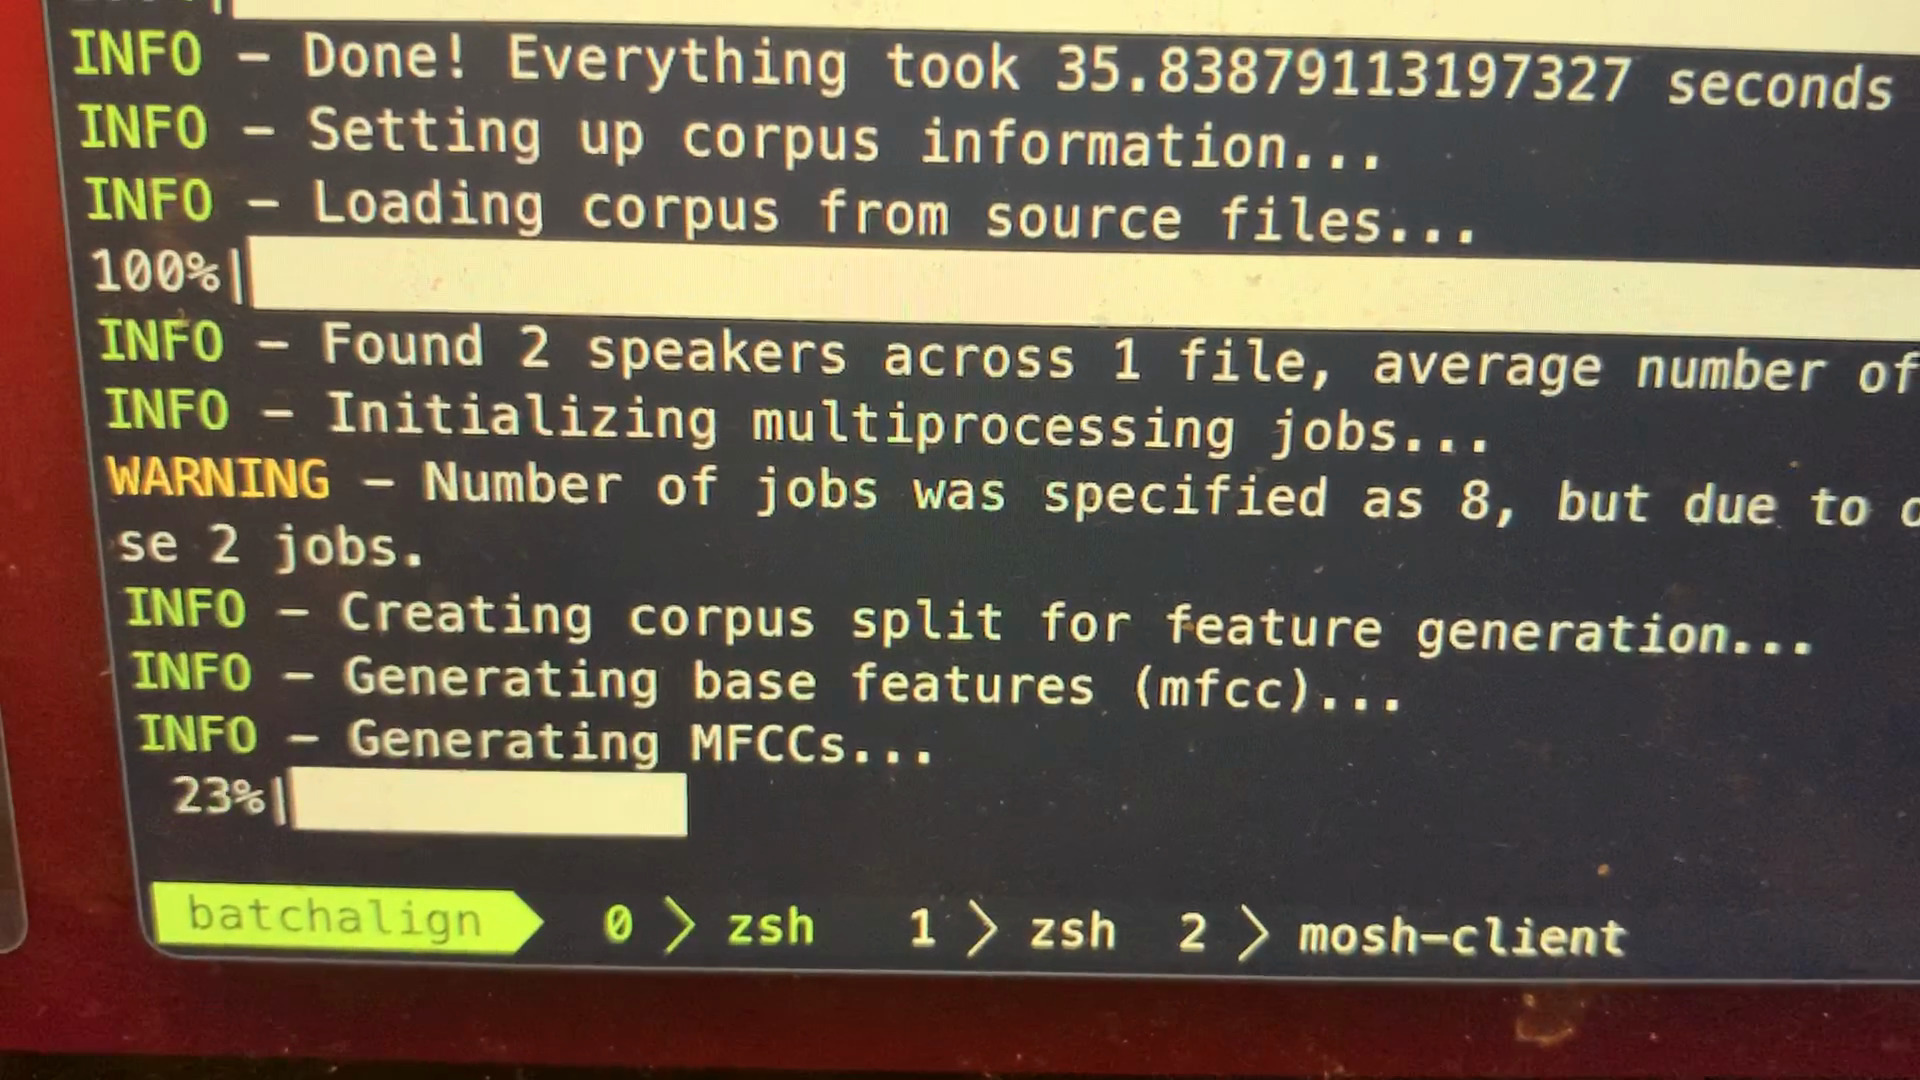 INFO – Done! Everything took 35.83879113197327 seconds
INFO – Setting up corpus information...
INFO – Loading corpus from source files...
100%|
INFO – Found 2 speakers across 1 file, average number of
INFO – Initializing multiprocessing jobs...
WARNING – Number of jobs was specified as 8, but due to
se 2 jobs.
INFO – Creating corpus split for feature generation...
INFO – Generating base features (mfcc)...
INFO – Generating MFCCs...
23%|
batchalign 0 > zsh 1 > zsh 2 > mosh-client